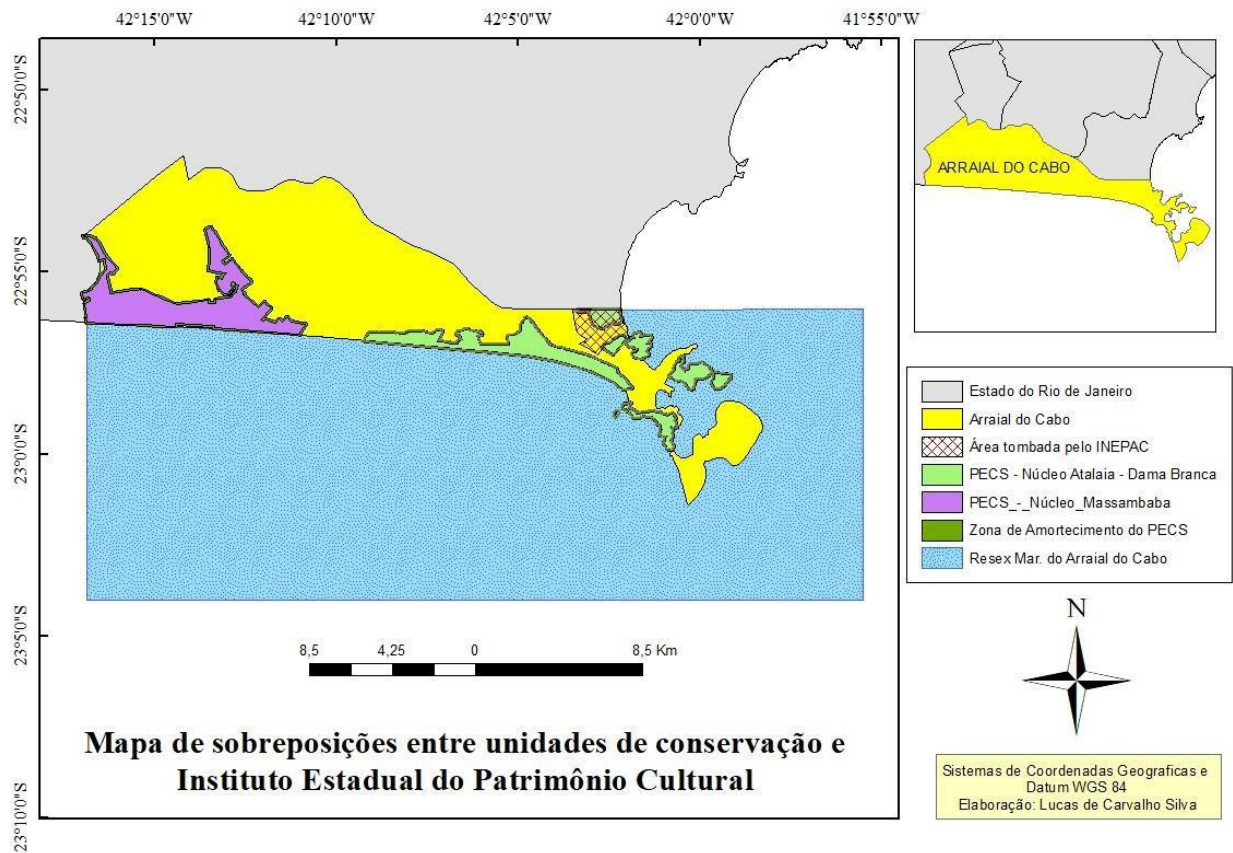 42°15'0"W 42°10'0"W 42°5'0"W 42°0'0"W 41°55'0"W
22°50'0"S
22°55'0"S
23°0'0"S
23°5'0"S
23°10'0"S
ARRAIAL DO CABO
Estado do Rio de Janeiro
Arraial do Cabo
Área tombada pelo INEPAC
PECS - Núcleo Atalaia - Dama Branca
PECS_-_Núcleo_Massambaba
Zona de Amortecimento do PECS
Resex Mar. do Arraial do Cabo
8,5 4,25 0 8,5 Km
N
Mapa de sobreposições entre unidades de conservação e
Instituto Estadual do Patrimônio Cultural
Sistemas de Coordenadas Geograficas e
Datum WGS 84
Elaboração: Lucas de Carvalho Silva